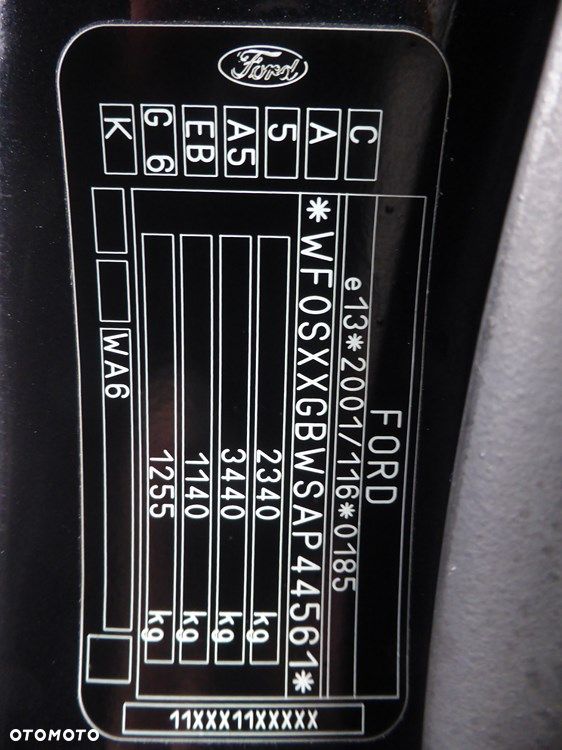 Ford
C
A
5
A5
EB
G 6
K
FORD
e13*2001/116*0185
*WF0SXXGBWSAP44561*
2340 kg
3440 kg
1140 kg
1255 kg
WA6
11XXX11XXXXX
OTOMOTO